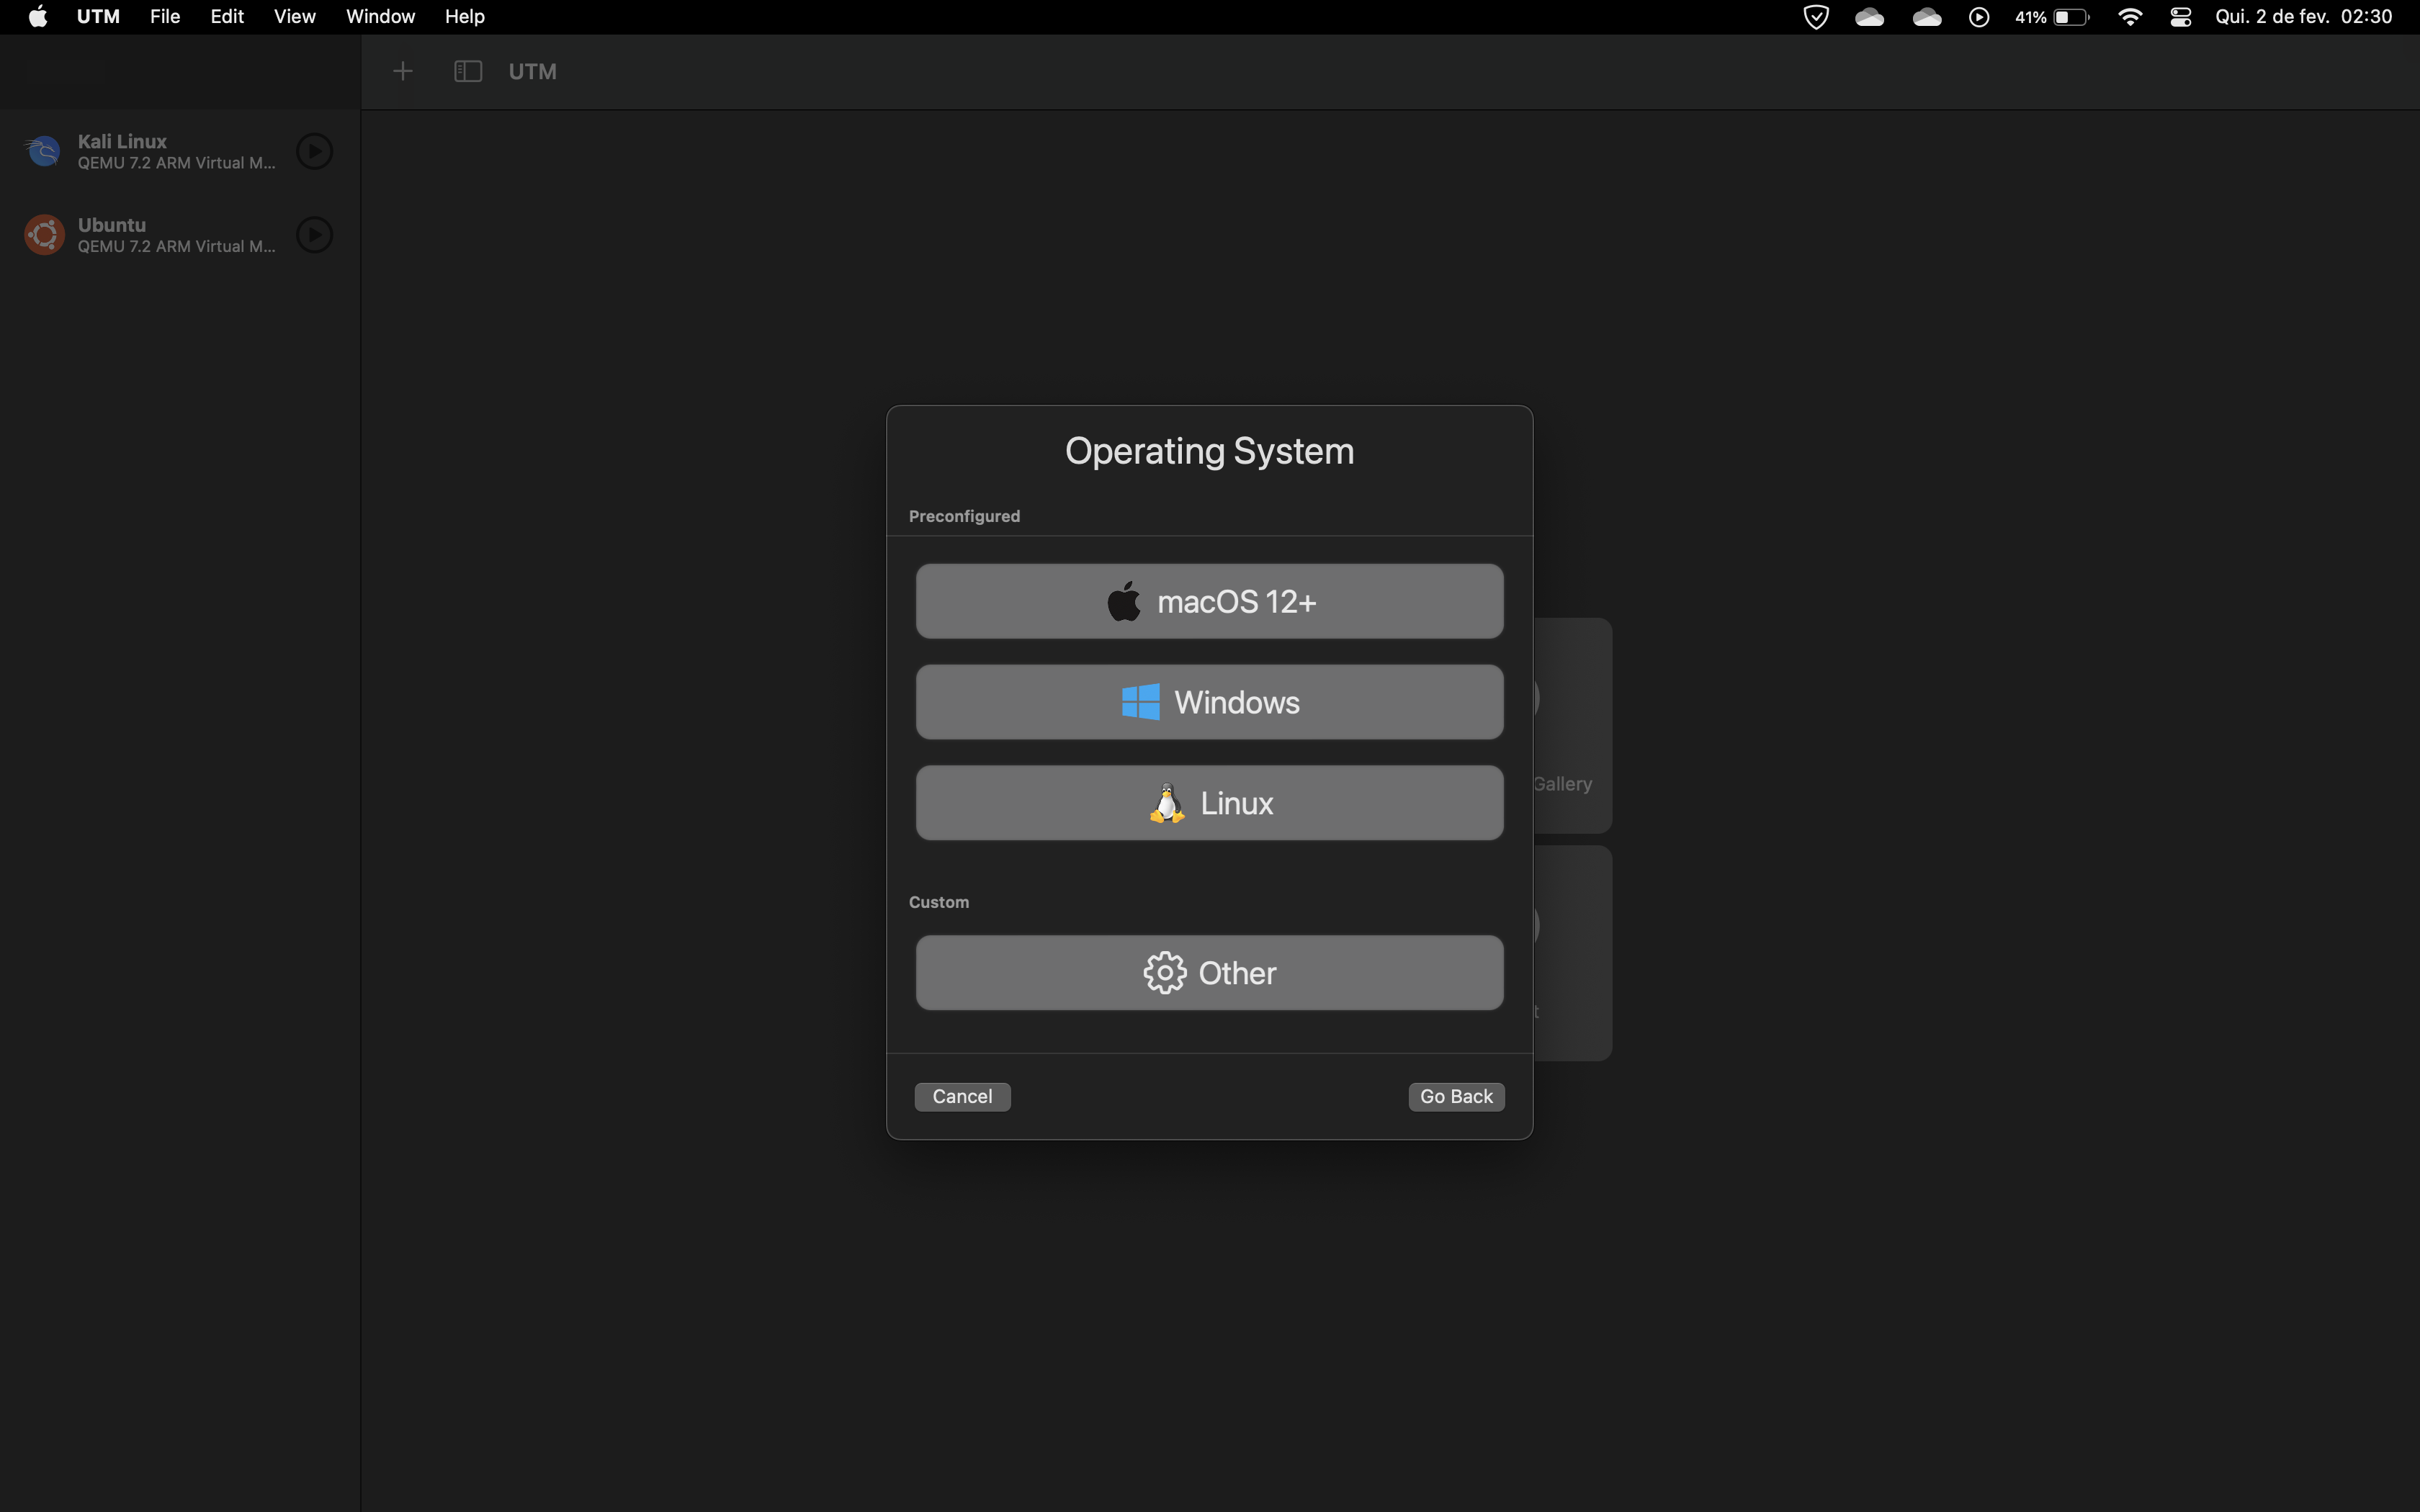 UTM File Edit View Window Help 41% Qui. 2 de fev. 02:30
UTM
Kali Linux
QEMU 7.2 ARM Virtual M...
Ubuntu
QEMU 7.2 ARM Virtual M...
Operating System
Preconfigured
macOS 12+
Windows
Linux
Gallery
Custom
Other
t
Cancel
Go Back